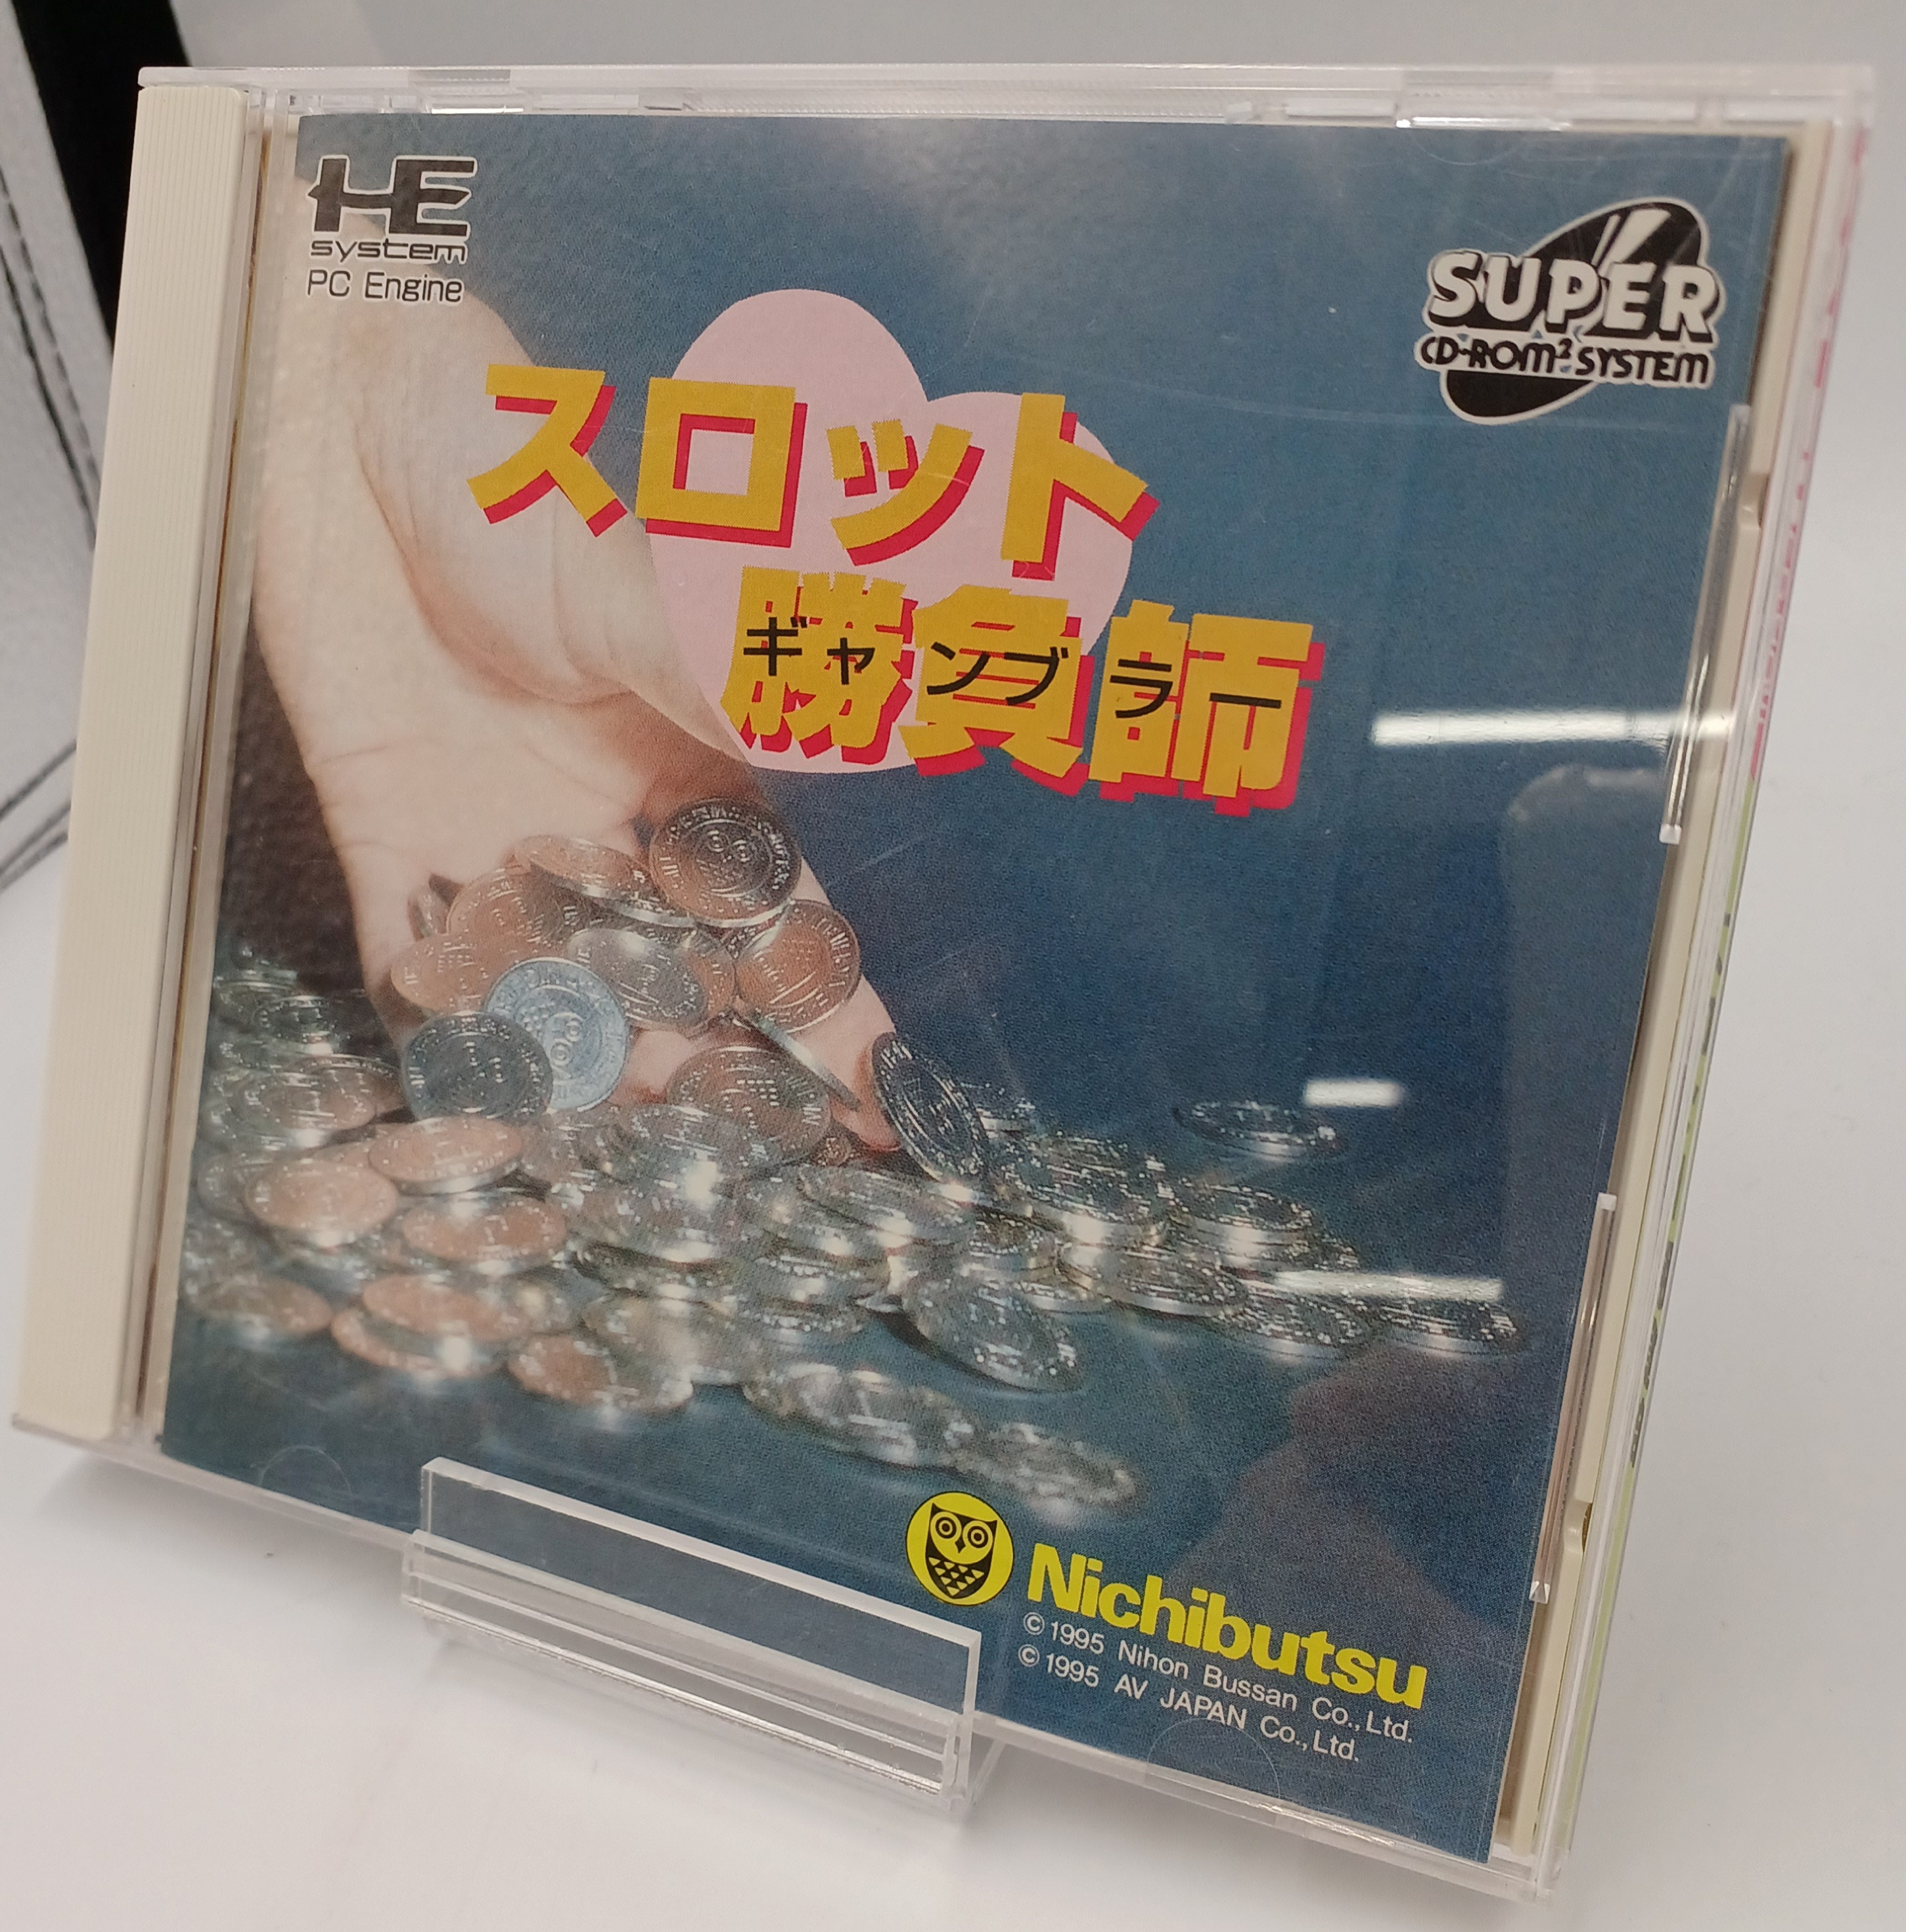 HE
system
PC Engine
SUPER
CD-ROM² SYSTEM
スロット
勝負師
ギャンブラー
Nichibutsu
© 1995 Nihon Bussan Co., Ltd.
© 1995 AV JAPAN Co., Ltd.